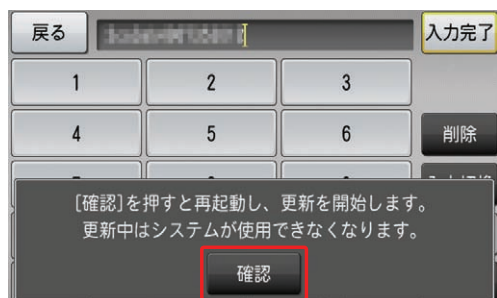 戻る
入力完了
1 2 3
4 5 6 削除
[確認]を押すと再起動し、更新を開始します。
更新中はシステムが使用できなくなります。
確認